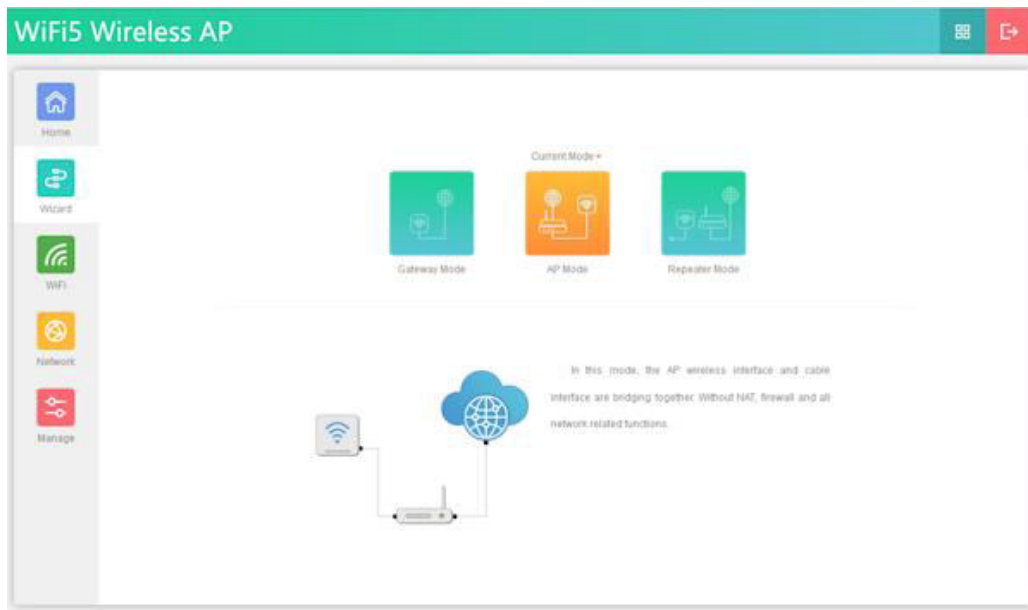 WiFi5 Wireless AP
Home
Wizard
WiFi
Network
Manage
Current Mode
Gateway Mode
AP Mode
Repeater Mode
In this mode, the AP wireless interface and cable
interface are bridging together. Without NAT, firewall and all
network related functions.